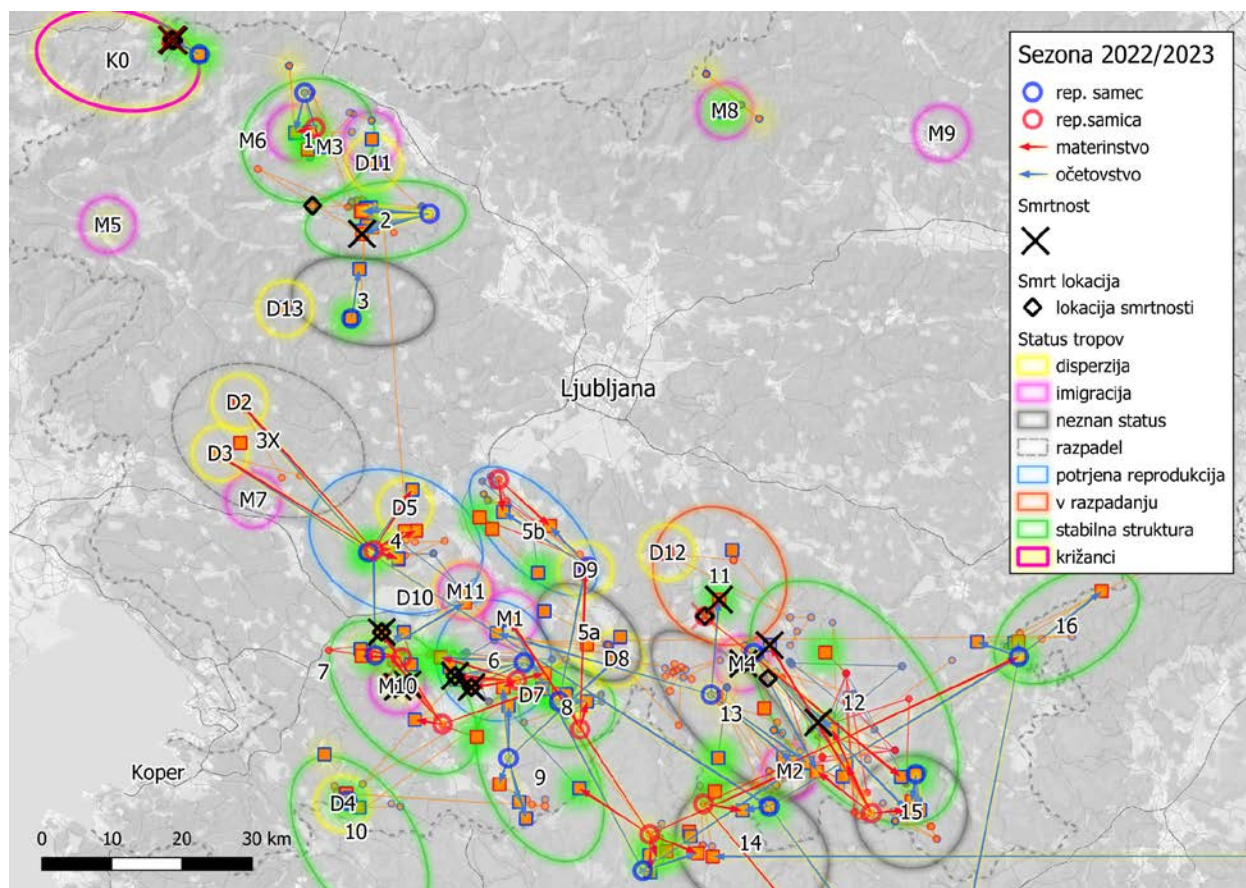 K0
M6
1
M3
D11
M8
M9
M5
2
D13
3
Ljubljana
D2
3X
D3
M7
D5
4
5b
D9
D12
11
D10
M11
M1
5a
16
7
6
D8
M4
M10
D7
8
13
12
9
M2
Koper
D4
10
14
15
0 10 20 30 km
Sezona 2022/2023
rep. samec
rep.samica
materinstvo
očetovstvo
Smrtnost
Smrt lokacija
lokacija smrtnosti
Status tropov
disperzija
imigracija
neznan status
razpadel
potrjena reprodukcija
v razpadanju
stabilna struktura
križanci